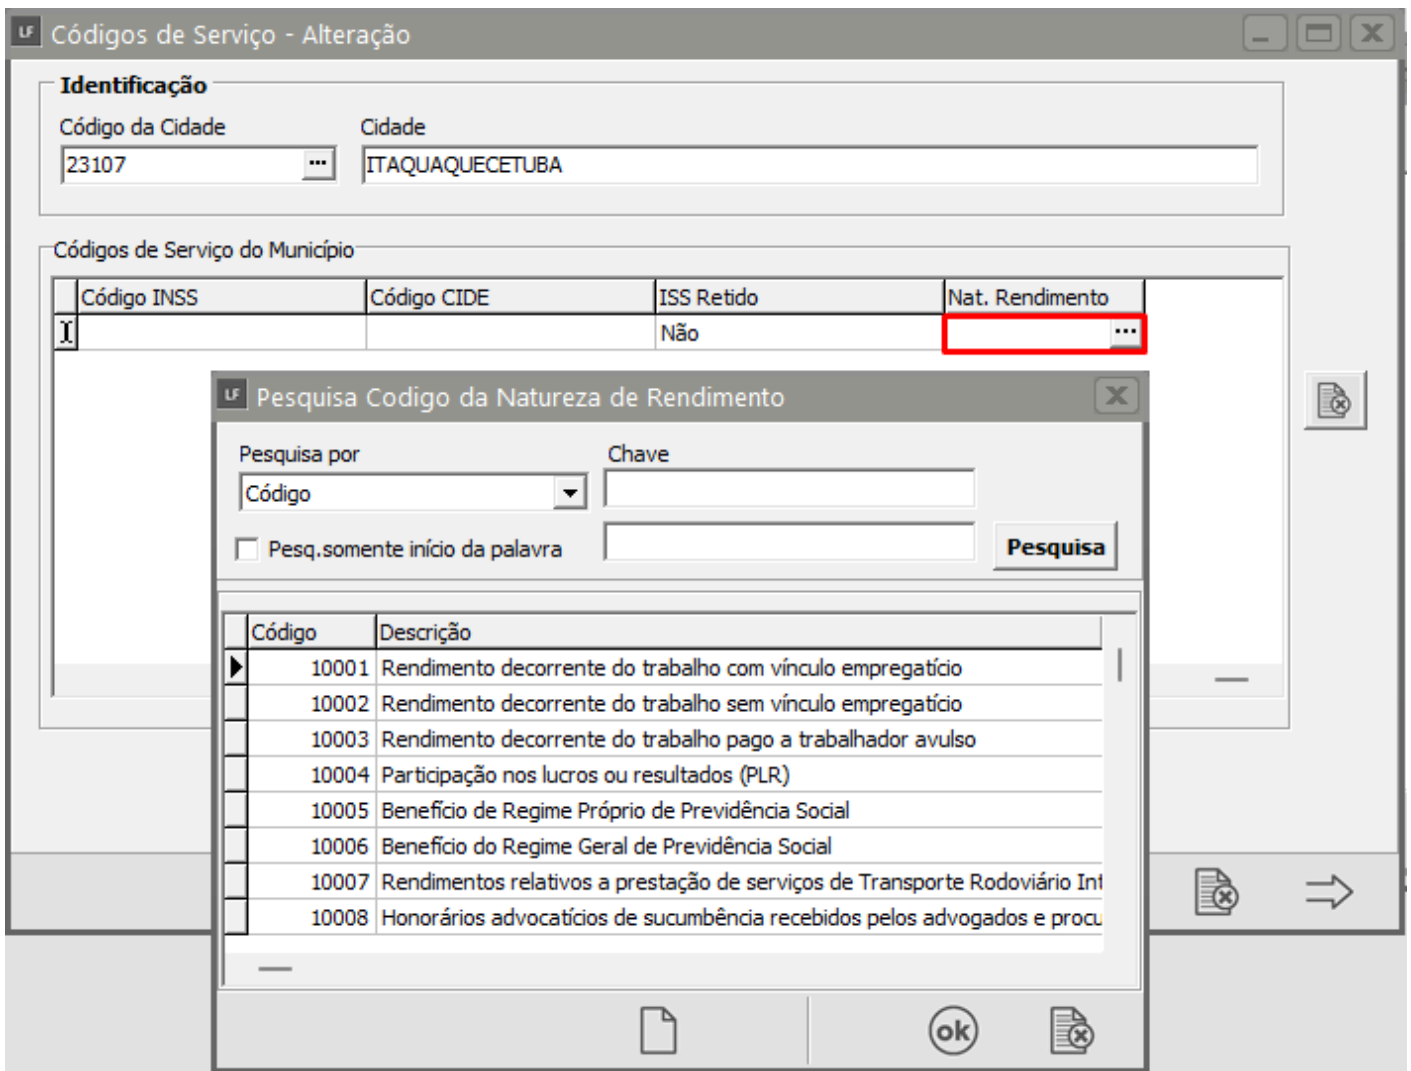 LF Códigos de Serviço - Alteração
Identificação
Código da Cidade Cidade
23107 ... ITAQUAQUECETUBA
Códigos de Serviço do Município
Código INSS Código CIDE ISS Retido Nat. Rendimento
Não ...
LF Pesquisa Codigo da Natureza de Rendimento
Pesquisa por Chave
Código
Pesq.somente início da palavra Pesquisa
Código Descrição
10001 Rendimento decorrente do trabalho com vínculo empregatício
10002 Rendimento decorrente do trabalho sem vínculo empregatício
10003 Rendimento decorrente do trabalho pago a trabalhador avulso
10004 Participação nos lucros ou resultados (PLR)
10005 Benefício de Regime Próprio de Previdência Social
10006 Benefício do Regime Geral de Previdência Social
10007 Rendimentos relativos a prestação de serviços de Transporte Rodoviário Int
10008 Honorários advocatícios de sucumbência recebidos pelos advogados e procu
ok